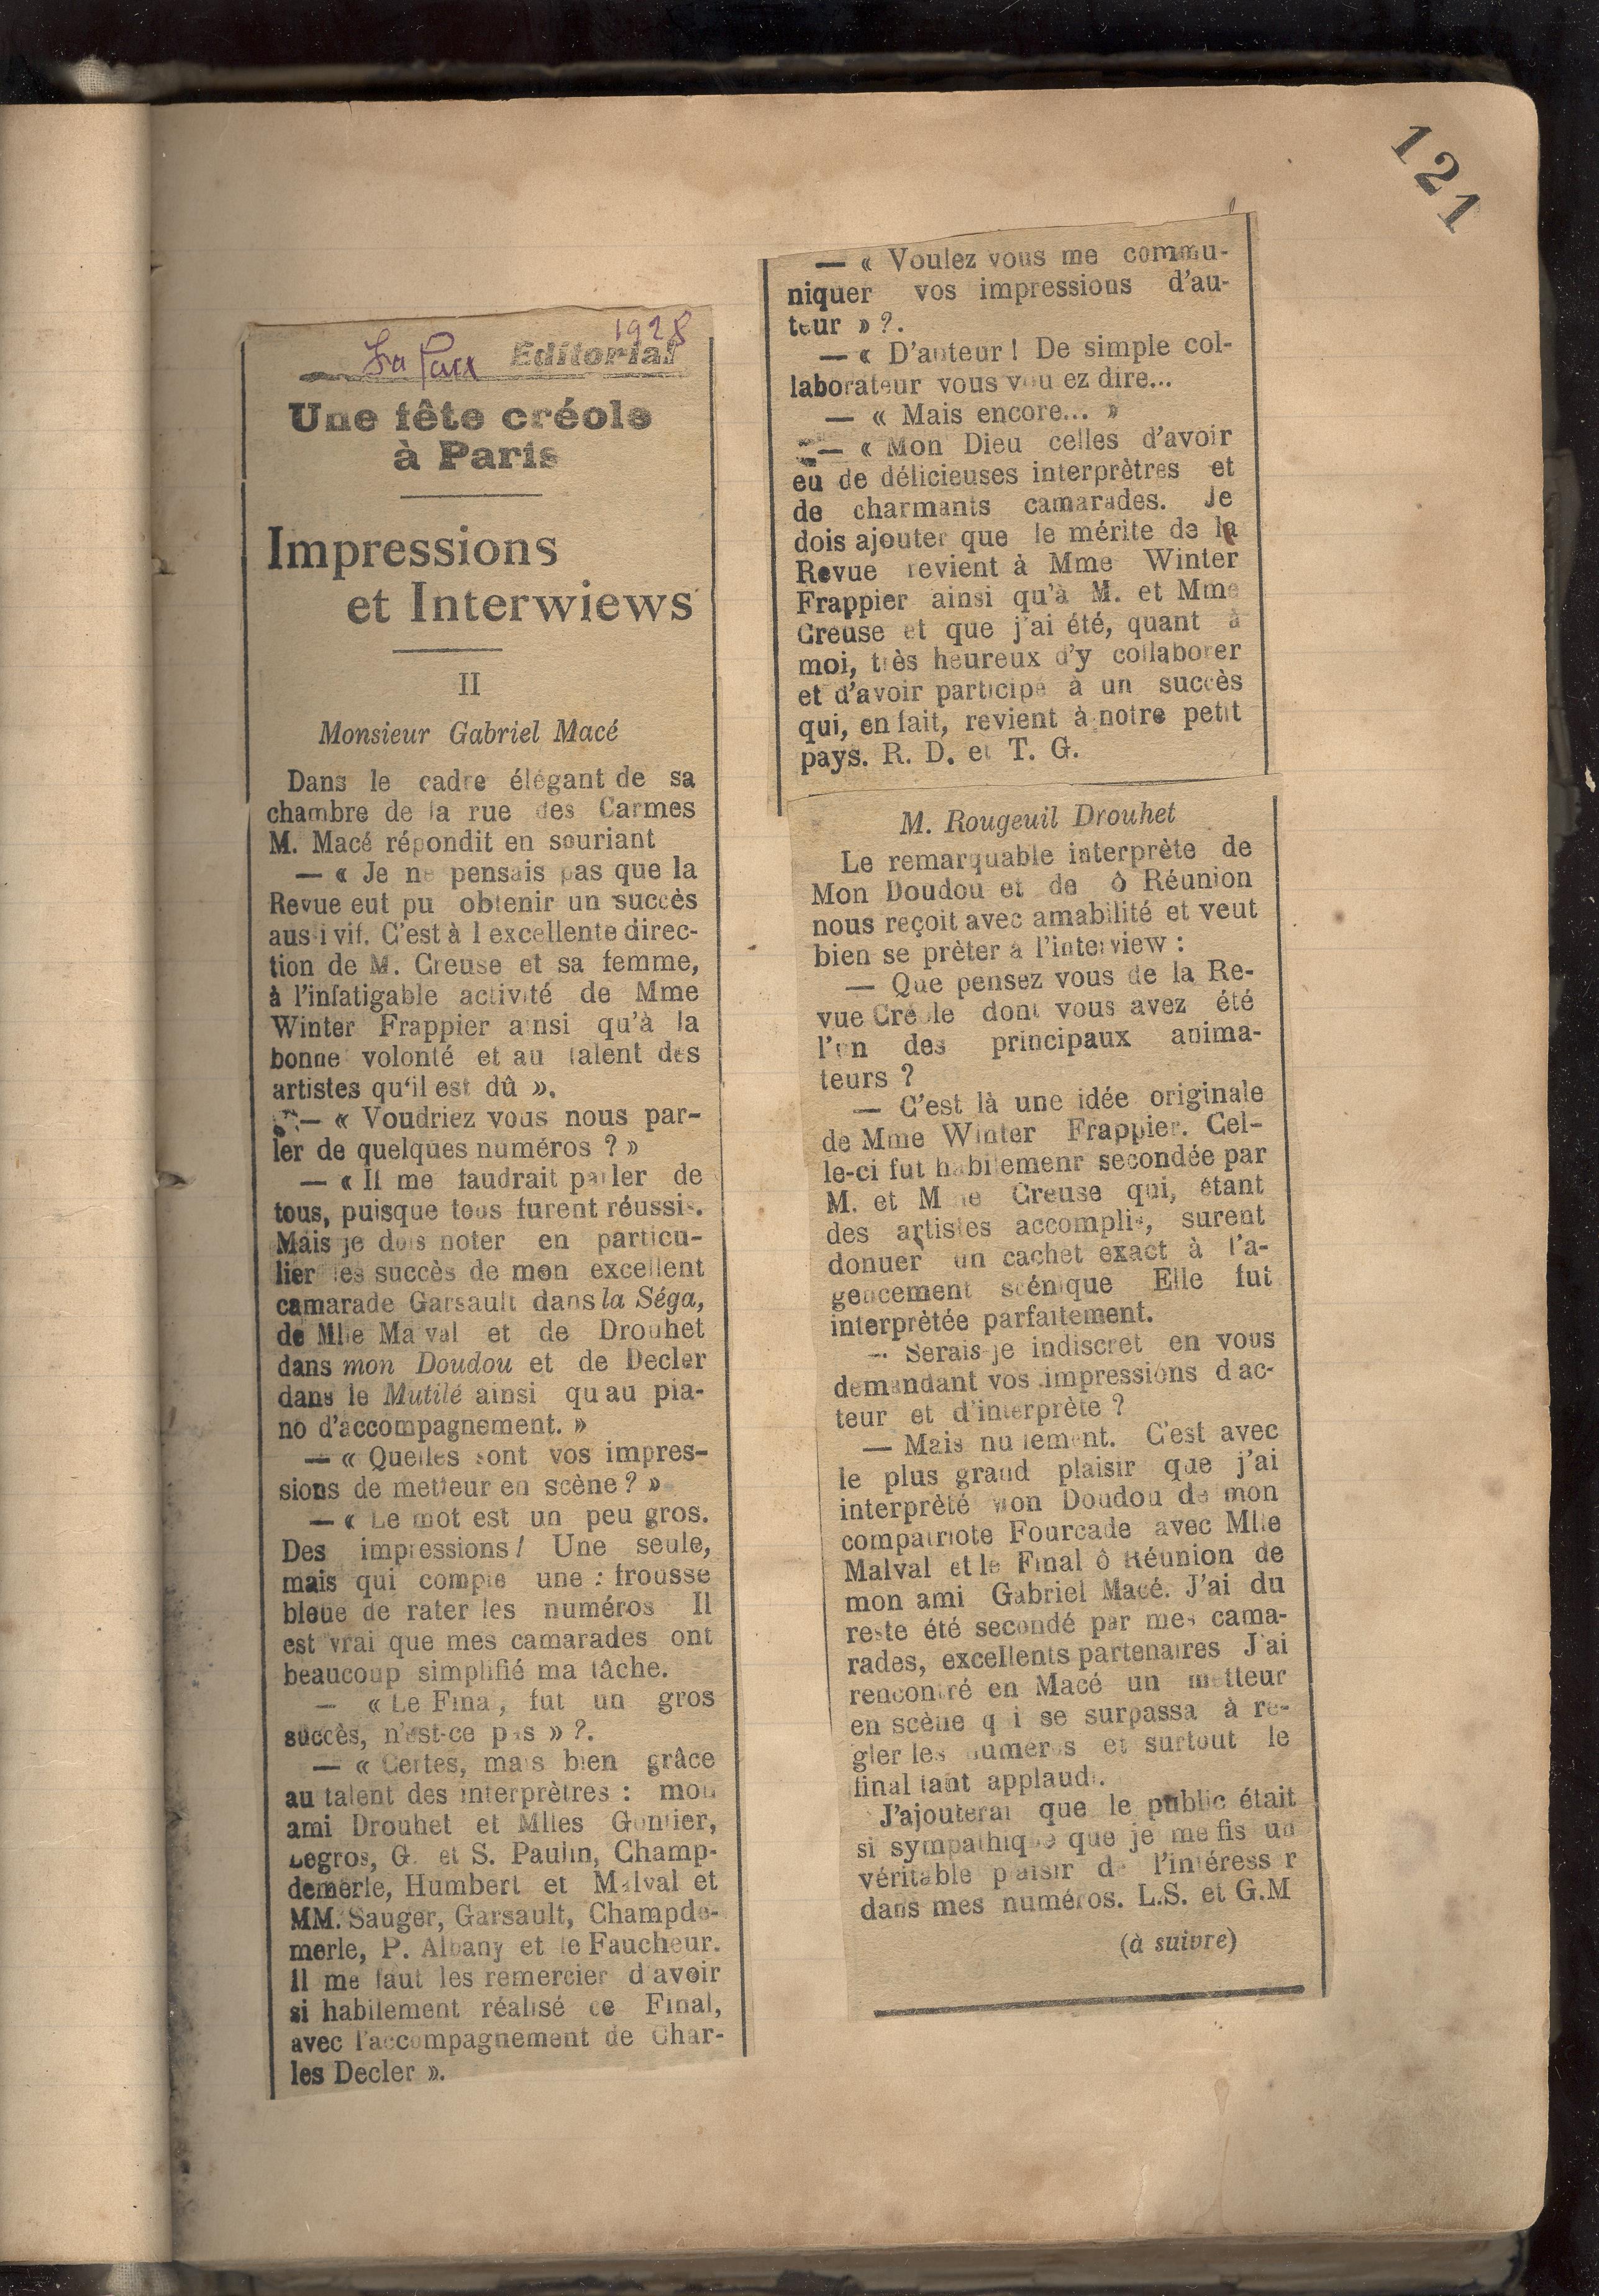 121
La Paix 1928
Editorial
Une fête créole
à Paris
Impressions
et Interwiews
II
Monsieur Gabriel Macé
Dans le cadre élégant de sa
chambre de la rue des Carmes
M. Macé répondit en souriant
— « Je ne pensais pas que la
Revue eut pu obtenir un succès
aussi vif. C'est à l excellente direc-
tion de M. Creuse et sa femme,
à l'infatigable activité de Mme
Winter Frappier ainsi qu'à la
bonne volonté et au talent des
artistes qu'il est dû ».
— « Voudriez vous nous par-
ler de quelques numéros ? »
— « Il me faudrait parler de
tous, puisque tous furent réussis.
Mais je dois noter en particu-
lier les succès de mon excellent
camarade Garsault dans la Séga,
de Mlle Malval et de Drouhet
dans mon Doudou et de Decler
dans le Mutilé ainsi qu au pia-
no d'accompagnement. »
— « Quelles sont vos impres-
sions de metteur en scène ? »
— « Le mot est un peu gros.
Des impressions ! Une seule,
mais qui compte une : frousse
bleue de rater les numéros Il
est vrai que mes camarades ont
beaucoup simplifié ma tâche.
— « Le Final, fut un gros
succès, n'est-ce pas » ?.
— « Certes, mais bien grâce
au talent des interprètres : mon
ami Drouhet et Mlles Gontier,
Legros, G. et S. Paulin, Champ-
demerle, Humbert et Malval et
MM. Sauger, Garsault, Champde-
merle, P. Albany et le Faucheur.
Il me faut les remercier d avoir
si habilement réalisé ce Final,
avec l'accompagnement de Char-
les Decler ».
— « Voulez vous me commu-
niquer vos impressions d'au-
teur » ?.
— « D'auteur ! De simple col-
laborateur vous voulez dire...
— « Mais encore... »
— « Mon Dieu celles d'avoir
eu de délicieuses interprètres et
de charmants camarades. Je
dois ajouter que le mérite de la
Revue revient à Mme Winter
Frappier ainsi qu'à M. et Mme
Creuse et que j'ai été, quant à
moi, très heureux d'y collaborer
et d'avoir participé à un succès
qui, en fait, revient à notre petit
pays. R. D. et T. G.
M. Rougeuil Drouhet
Le remarquable interprète de
Mon Doudou et de ô Réunion
nous reçoit avec amabilité et veut
bien se prèter à l'interview :
— Que pensez vous de la Re-
vue Créole dont vous avez été
l'un des principaux anima-
teurs ?
— C'est là une idée originale
de Mme Winter Frappier. Cel-
le-ci fut habilemenr secondée par
M. et Mme Creuse qui, étant
des artistes accomplis, surent
donuer un cachet exact à l'a-
gencement scénique Elle fut
interprètée parfaitement.
— Serais-je indiscret en vous
demandant vos impressions d ac-
teur et d'interprète ?
— Mais nullement. C'est avec
le plus grand plaisir que j'ai
interprèté mon Doudou de mon
compatriote Fourcade avec Mlle
Malval et le Final ô Réunion de
mon ami Gabriel Macé. J'ai du
reste été secondé par mes cama-
rades, excellents partenaires J'ai
rencontré en Macé un metteur
en scène qui se surpassa à re-
gler les numéros et surtout le
final tant applaudi.
J'ajouterai que le public était
si sympathique que je me fis un
véritable plaisir de l'intéresser
dans mes numéros. L.S. et G.M
(à suivre)